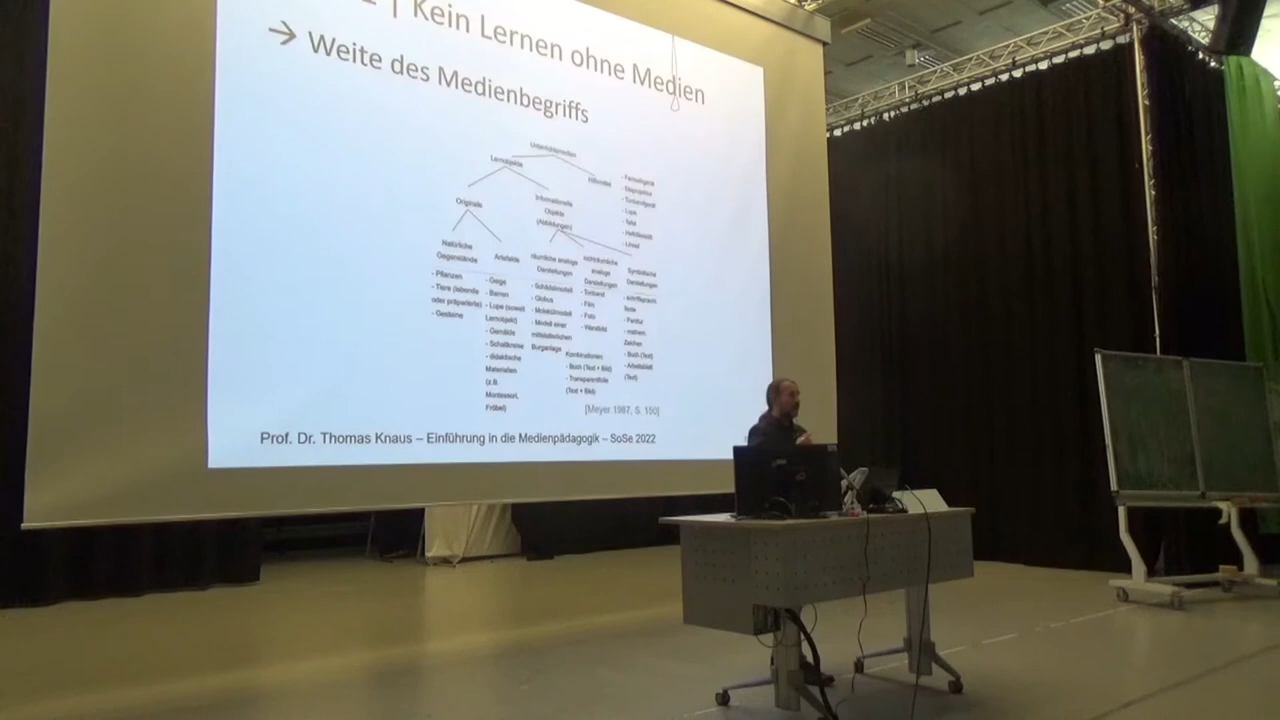 | Kein Lernen ohne Medien
→ Weite des Medienbegriffs
Unterrichtsmedien
Lernobjekte
Hilfsmittel
Originale
Informationelle
Objekte
(Abbildungen)
- Tonbandgerät
- Lupe
- Tafel
- Lineal
Natürliche
Gegenstände
- Pflanzen
- Tiere (lebende
oder präparierte)
- Gesteine
Artefakte
- Geige
- Barren
- Lupe (soweit
Lernobjekt)
- Gemälde
- Schaltkreise
- didaktische
Materialien
(z.B.
Montessori,
Fröbel)
räumliche analoge
Darstellungen
- Schädelmodell
- Globus
- Molekülmodell
- Modell einer
mittelalterlichen
Burganlage
nichträumliche
analoge
Darstellungen
- Tonband
- Film
- Foto
- Wandbild
Symbolische
Darstellungen
- schriftsprachl.
Texte
- Partitur
- mathem.
Zeichen
- Buch (Text)
- Arbeitsblatt
(Text)
Kombinationen:
- Buch (Text + Bild)
- Transparentfolie
(Text + Bild)
[Meyer 1987, S. 150]
Prof. Dr. Thomas Knaus – Einführung in die Medienpädagogik – SoSe 2022